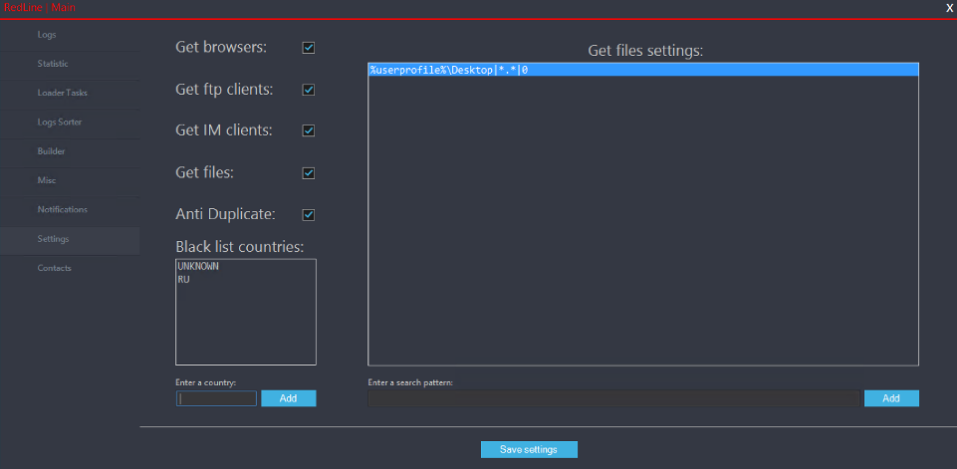 RedLine | Main
X
Logs
Statistic
Loader Tasks
Logs Sorter
Builder
Misc
Notifications
Settings
Contacts
Get browsers:
Get ftp clients:
Get IM clients:
Get files:
Anti Duplicate:
Black list countries:
UNKNOWN
RU
Enter a country:
Add
Get files settings:
%userprofile%\Desktop|*.*|0
Enter a search pattern:
Add
Save settings